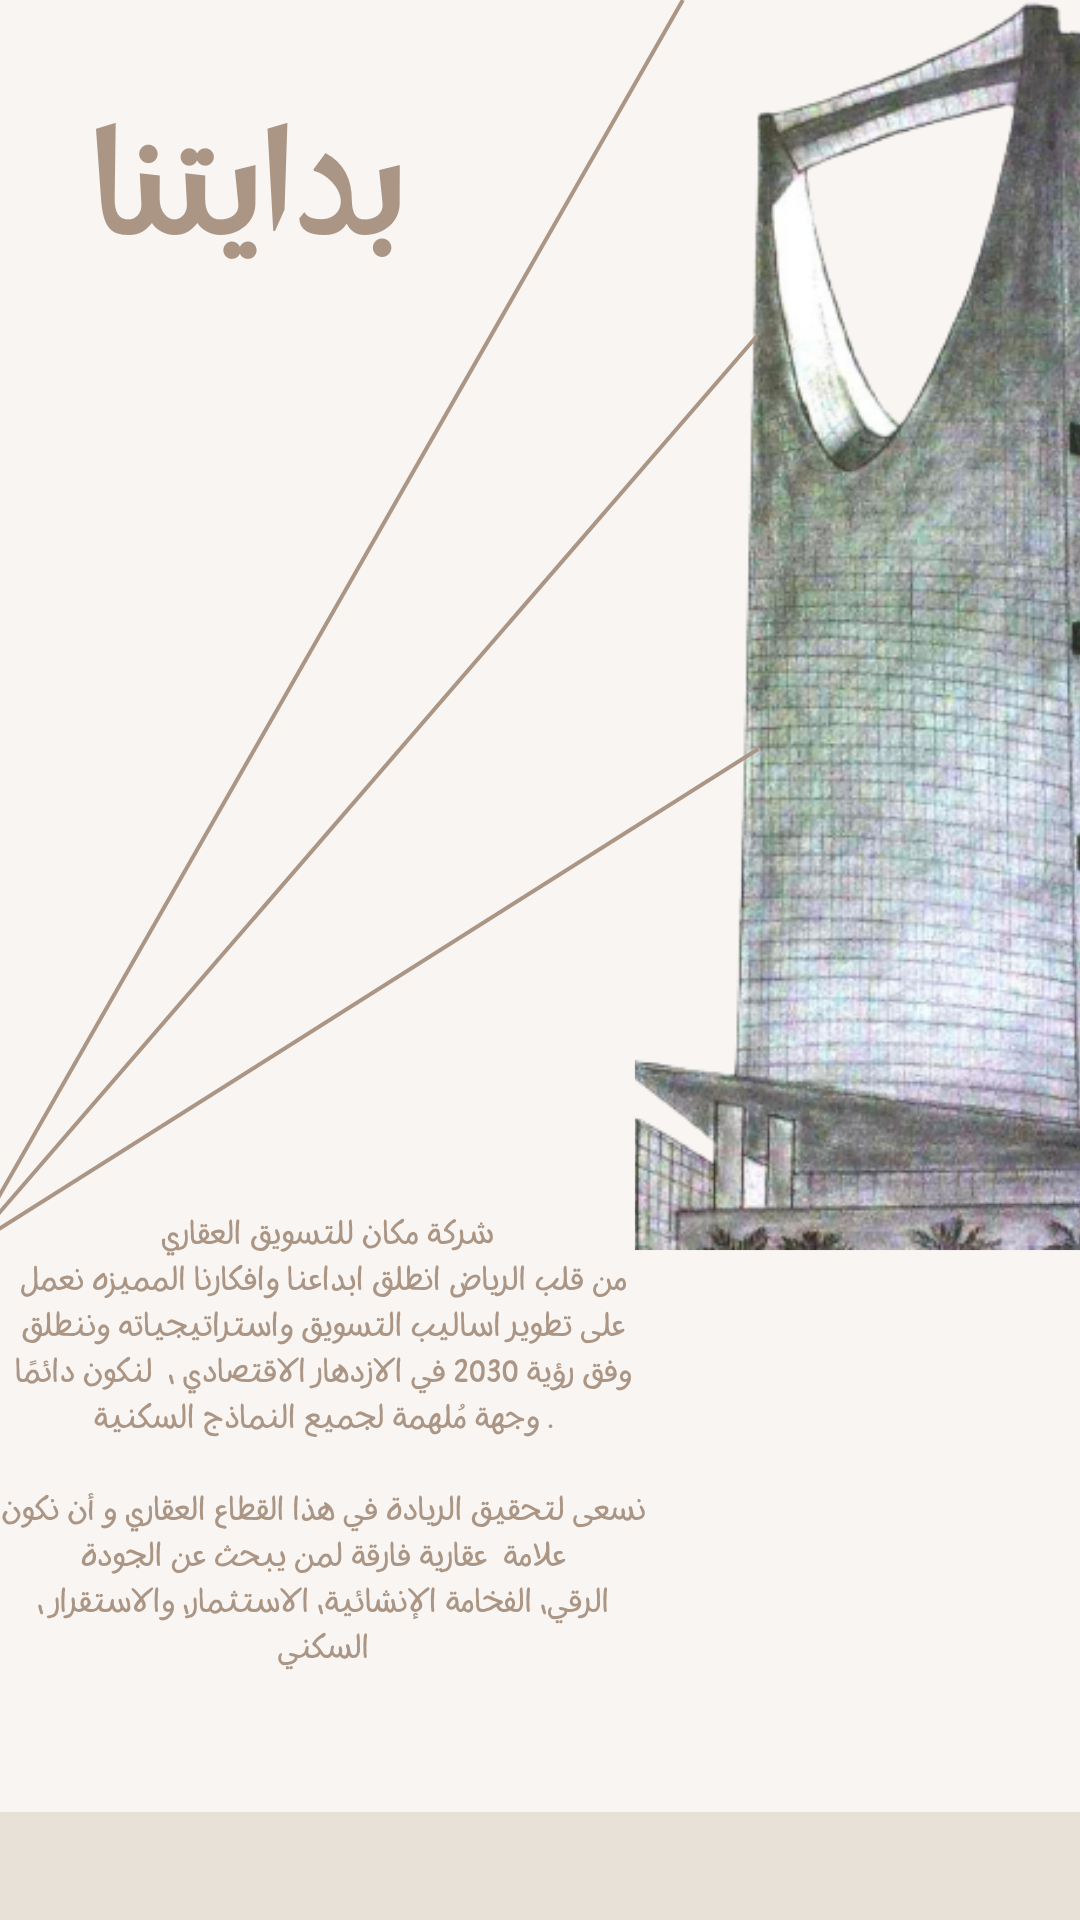 بدايتنا
شركة مكان للتسويق العقاري
من قلب الرياض انطلق ابداعنا وافكارنا المميزه نعمل
على تطوير اساليب التسويق واستراتيجياته وننطلق
وفق رؤية 2030 في الازدهار الاقتصادي ، لنكون دائمًا
وجهة مُلهمة لجميع النماذج السكنية .
نسعى لتحقيق الريادة في هذا القطاع العقاري و أن نكون
علامة عقارية فارقة لمن يبحث عن الجودة
الرقي، الفخامة الإنشائية، الاستثمار، والاستقرار ،
السكني